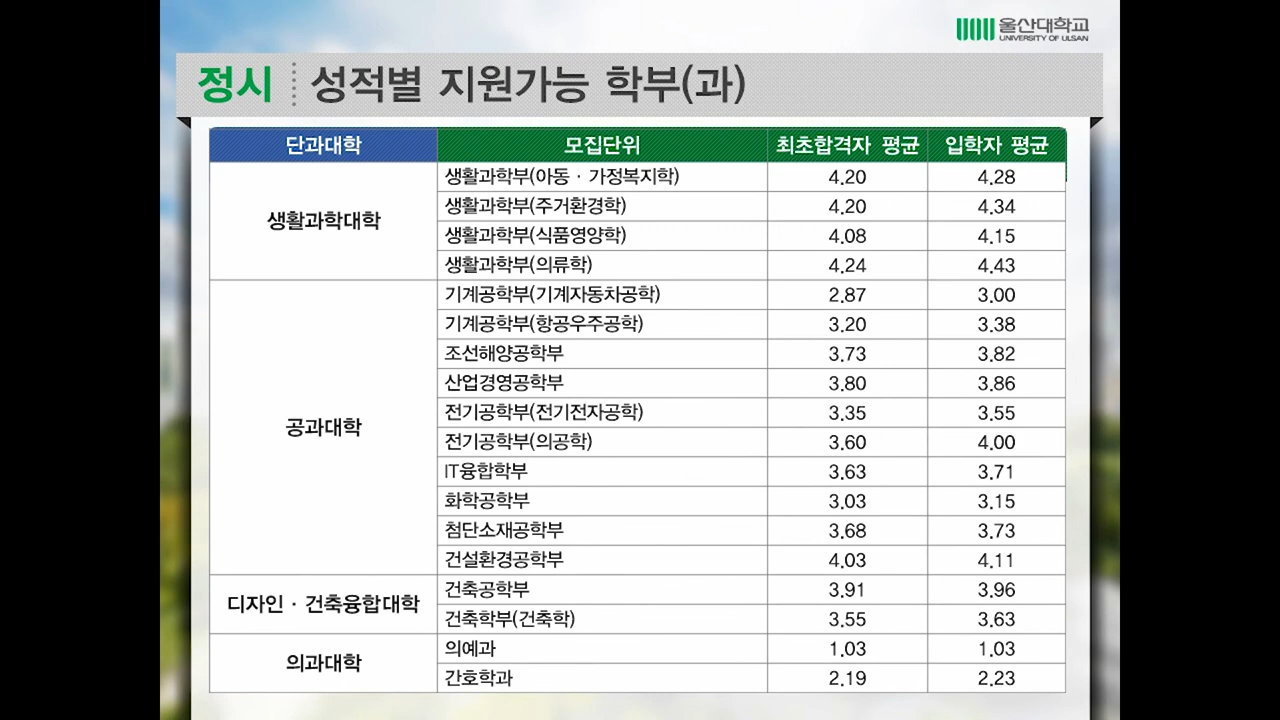 울산대학교
UNIVERSITY OF ULSAN
정시 성적별 지원가능 학부(과)
단과대학 모집단위 최초합격자 평균 입학자 평균
생활과학대학
생활과학부(아동 · 가정복지학) 4.20 4.28
생활과학부(주거환경학) 4.20 4.34
생활과학부(식품영양학) 4.08 4.15
생활과학부(의류학) 4.24 4.43
공과대학
기계공학부(기계자동차공학) 2.87 3.00
기계공학부(항공우주공학) 3.20 3.38
조선해양공학부 3.73 3.82
산업경영공학부 3.80 3.86
전기공학부(전기전자공학) 3.35 3.55
전기공학부(의공학) 3.60 4.00
IT융합학부 3.63 3.71
화학공학부 3.03 3.15
첨단소재공학부 3.68 3.73
건설환경공학부 4.03 4.11
디자인 · 건축융합대학
건축공학부 3.91 3.96
건축학부(건축학) 3.55 3.63
의과대학
의예과 1.03 1.03
간호학과 2.19 2.23